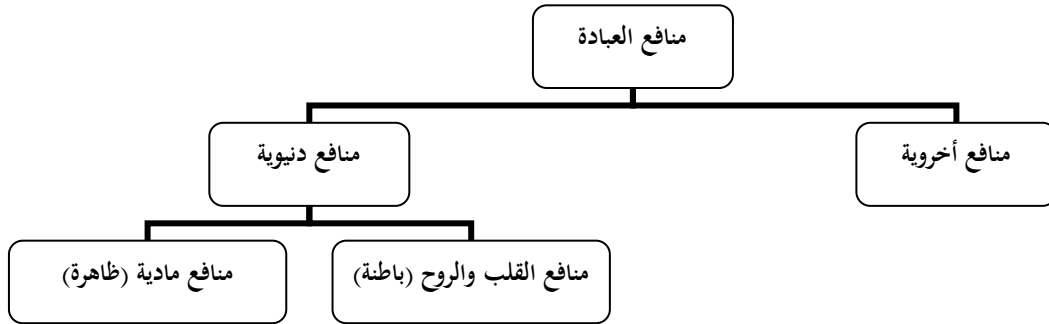 منافع العبادة
منافع أخروية
منافع دنيوية
منافع القلب والروح (باطنة)
منافع مادية (ظاهرة)